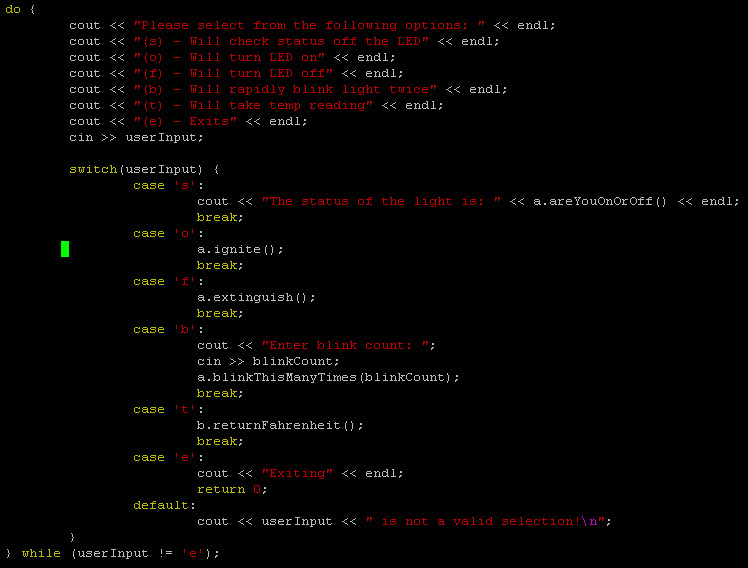 do {
cout << "Please select from the following options: " << endl;
cout << "(s) - Will check status off the LED" << endl;
cout << "(o) - Will turn LED on" << endl;
cout << "(f) - Will turn LED off" << endl;
cout << "(b) - Will rapidly blink light twice" << endl;
cout << "(t) - Will take temp reading" << endl;
cout << "(e) - Exits" << endl;
cin >> userInput;
switch(userInput) {
case 's':
cout << "The status of the light is: " << a.areYouOnOrOff() << endl;
break;
case 'o':
a.ignite();
break;
case 'f':
a.extinguish();
break;
case 'b':
cout << "Enter blink count: ";
cin >> blinkCount;
a.blinkThisManyTimes(blinkCount);
break;
case 't':
b.returnFahrenheit();
break;
case 'e':
cout << "Exiting" << endl;
return 0;
default:
cout << userInput << " is not a valid selection!\n";
}
} while (userInput != 'e');